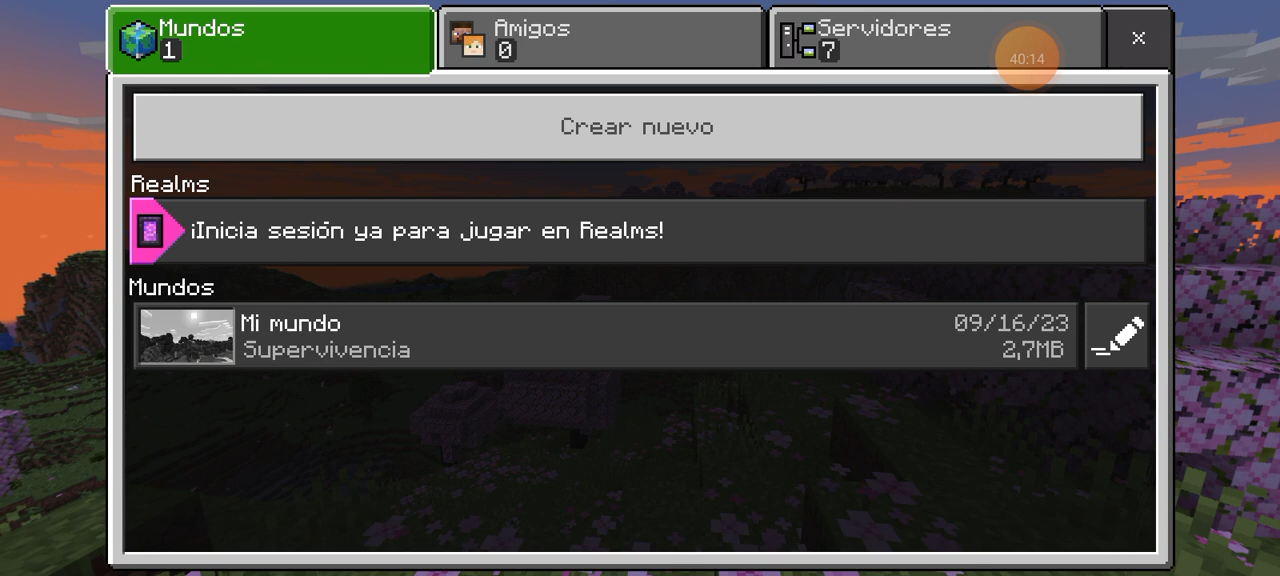 Mundos
1
Amigos
0
Servidores
7
40:14
Crear nuevo
Realms
¡Inicia sesión ya para jugar en Realms!
Mundos
Mi mundo
09/16/23
Supervivencia
2,7MB